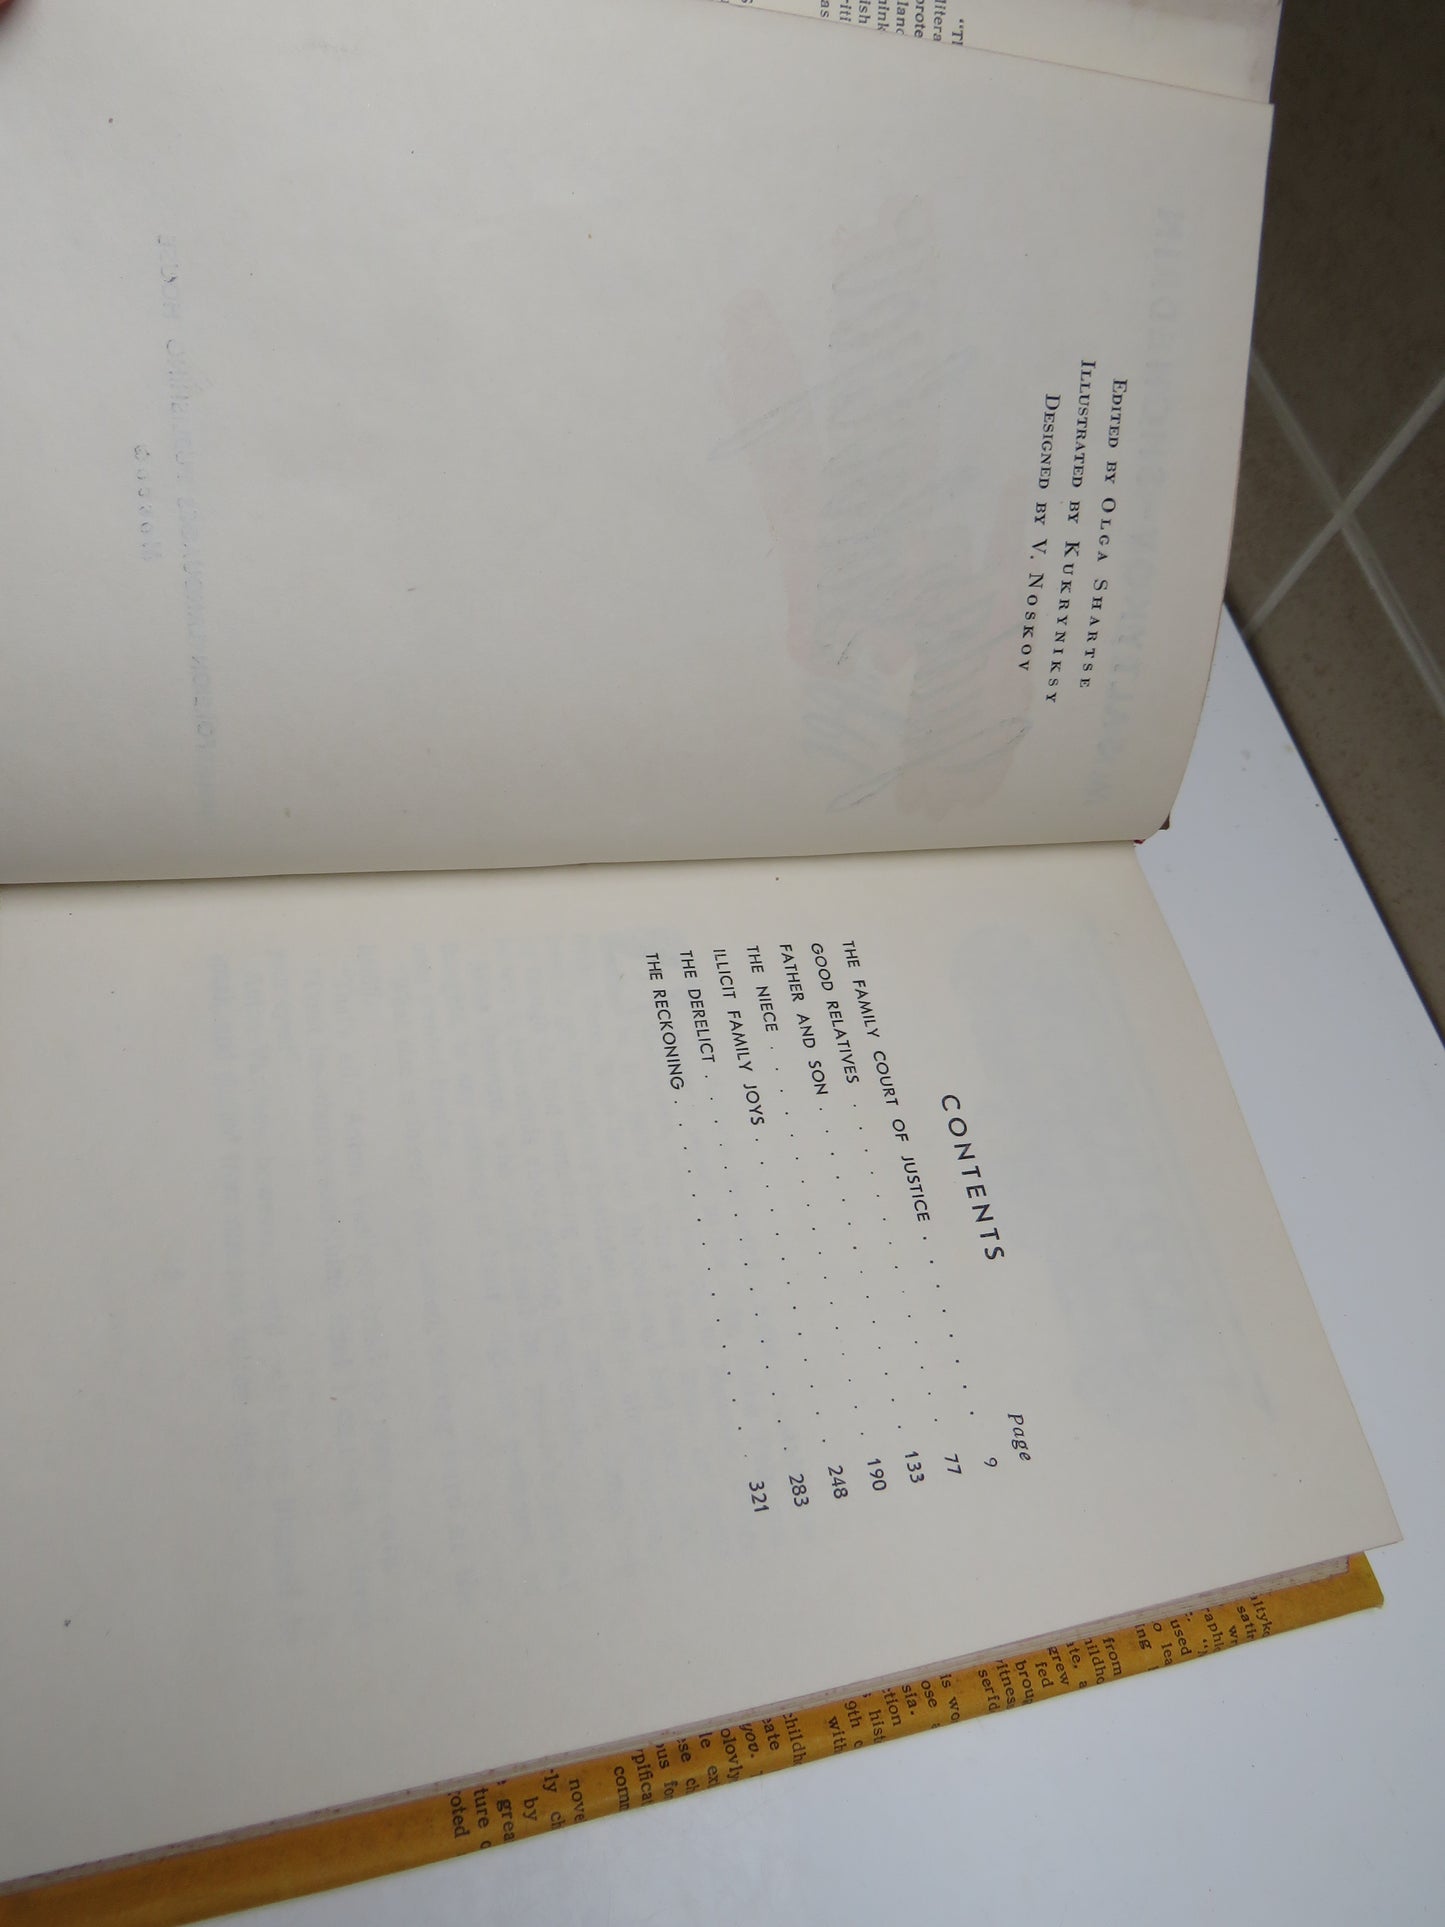 EDITED BY OLGA SHARTSE
ILLUSTRATED BY KUKRYNIKSY
DESIGNED BY V. NOSKOV
CONTENTS
Page
THE FAMILY COURT OF JUSTICE . . . . . . . . 9
GOOD RELATIVES . . . . . . . . . . . . 77
FATHER AND SON . . . . . . . . . . . . 133
THE NIECE . . . . . . . . . . . . . . 190
ILLICIT FAMILY JOYS . . . . . . . . . . . 248
THE DERELICT . . . . . . . . . . . . . 283
THE RECKONING . . . . . . . . . . . . . 321